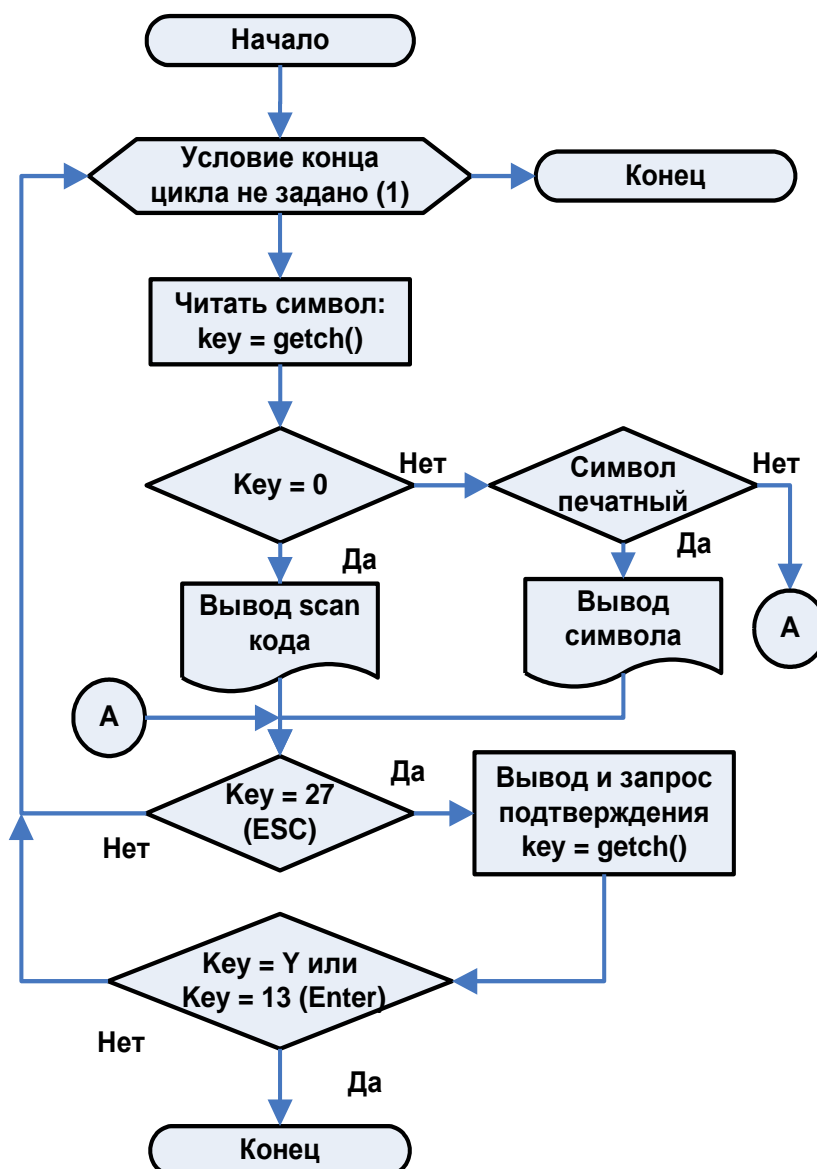 Начало
Условие конца
цикла не задано (1)
Конец
Читать символ:
key = getch()
Key = 0
Нет
Символ
печатный
Нет
Да
Да
Вывод scan
кода
Вывод
символа
A
A
Key = 27
(ESC)
Да
Нет
Вывод и запрос
подтверждения
key = getch()
Key = Y или
Key = 13 (Enter)
Нет
Да
Конец